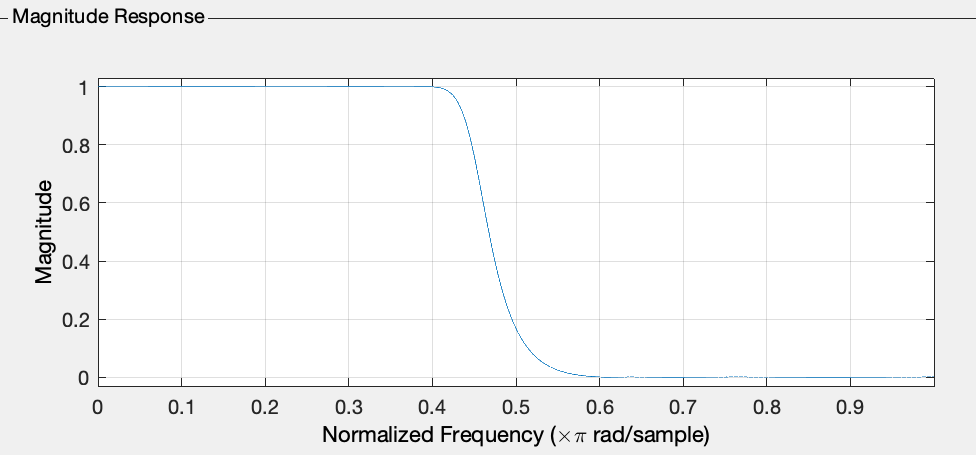 Magnitude Response
1
0.8
0.6
0.4
0.2
0
Magnitude
0 0.1 0.2 0.3 0.4 0.5 0.6 0.7 0.8 0.9
Normalized Frequency (×π rad/sample)